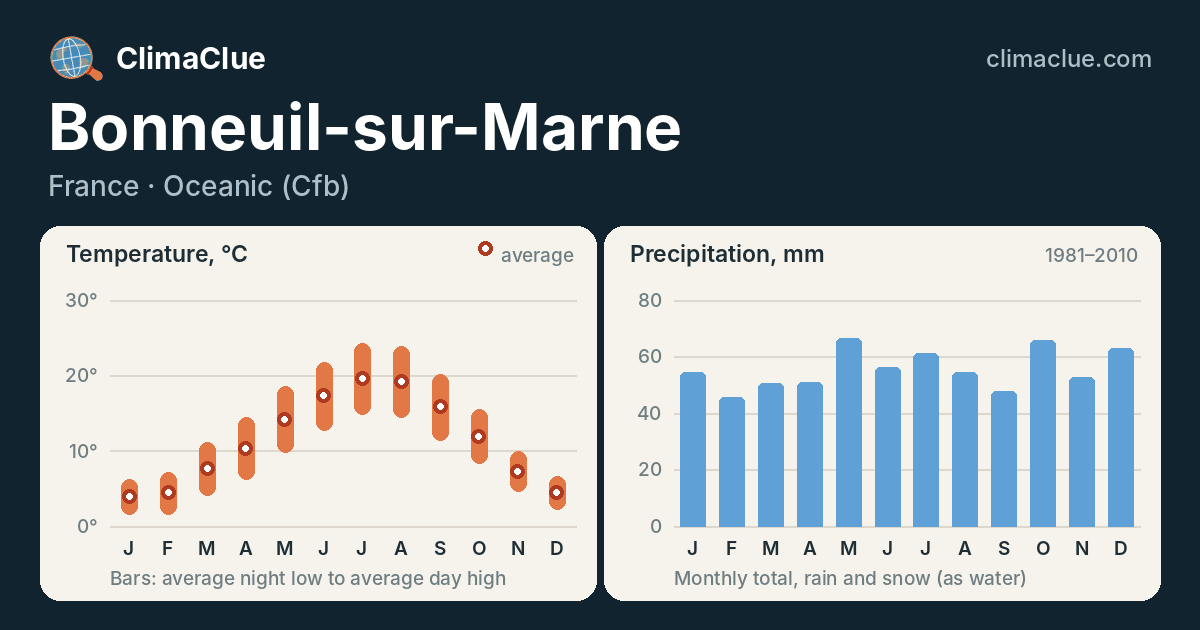 ClimaClue
climaclue.com
Bonneuil-sur-Marne
France · Oceanic (Cfb)
Temperature, °C
average
30°
20°
10°
0°
J F M A M J J A S O N D
Bars: average night low to average day high
Precipitation, mm
1981–2010
80
60
40
20
0
J F M A M J J A S O N D
Monthly total, rain and snow (as water)